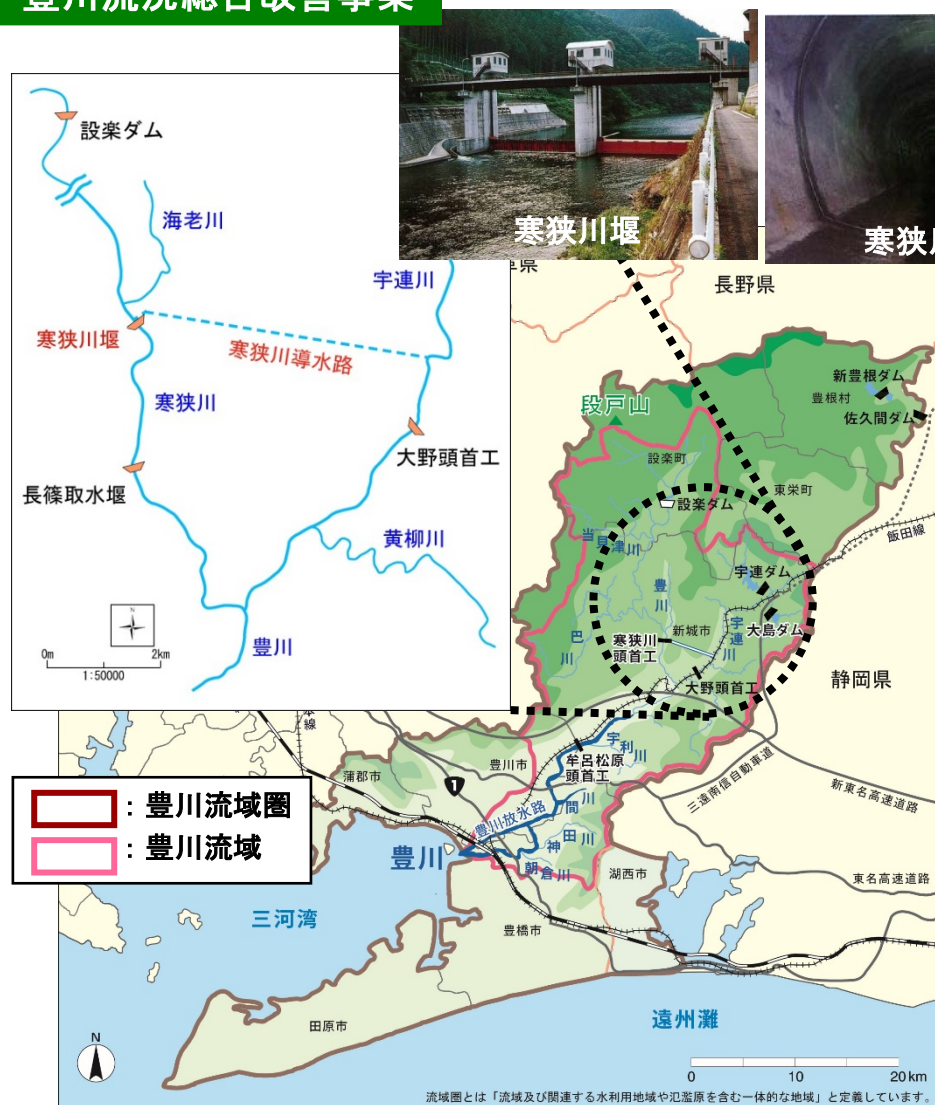 豊川流況総合改善事業
設楽ダム
海老川
宇連川
寒狭川堰
寒狭川導水路
寒狭川
大野頭首工
長篠取水堰
黄柳川
豊川
N
0m
2km
1:50000
寒狭川堰
長野県
新豊根ダム
豊根村
佐久間ダム
段戸山
設楽町
東栄町
設楽ダム
飯田線
当貝津川
宇連ダム
豊川
大島ダム
新城市
宇連川
寒狭川
頭首工
巴川
大野頭首工
静岡県
宇利川
牟呂松原
頭首工
豊川市
三遠南信自動車道
新東名高速道路
蒲郡市
1
間川
豊川放水路
神田川
豊川
朝倉川
湖西市
東名高速道路
:豊川流域圏
:豊川流域
三河湾
豊橋市
遠州灘
田原市
N
0
10
20km
流域圏とは「流域及び関連する水利用地域や氾濫原を含む一体的な地域」と定義しています。